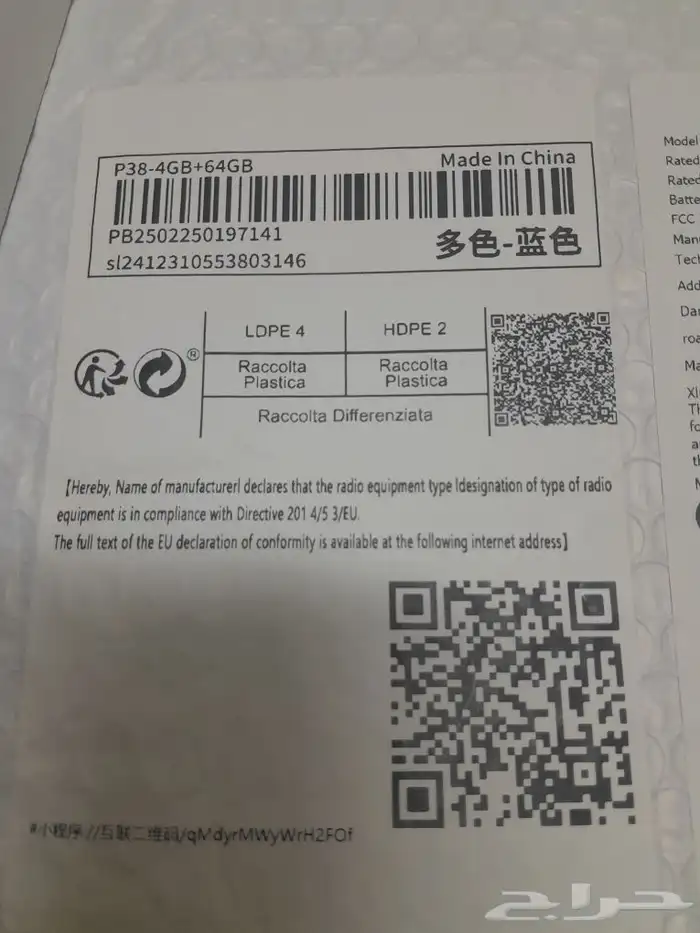 P38-4GB+64GB
Made In China
PB2502250197141
sl2412310553803146
多色-蓝色
LDPE 4
HDPE 2
Raccolta Plastica
Raccolta Plastica
Raccolta Differenziata
®
[Hereby, Name of manufacturerl declares that the radio equipment type ldesignation of type of radio
equipment is in compliance with Directive 201 4/5 3/EU.
The full text of the EU declaration of conformity is available at the following internet address]
#小程序://互联二维码/qMdyrMWyWrH2FOf
Model
Rated
Rated
Batte
FCC
Man
Tech
Add
Dan
roa
Ma
حراج